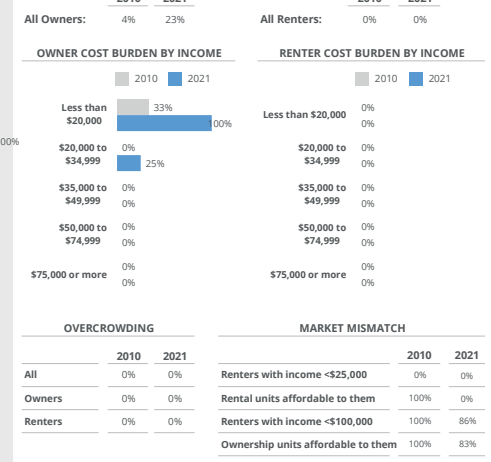 2010 2021
All Owners: 4% 23%
2010 2021
All Renters: 0% 0%
OWNER COST BURDEN BY INCOME
2010 2021
Less than
$20,000
33%
100%
00%
$20,000 to
$34,999
0%
25%
$35,000 to
$49,999
0%
0%
$50,000 to
$74,999
0%
0%
$75,000 or more
0%
0%
RENTER COST BURDEN BY INCOME
2010 2021
Less than $20,000
0%
0%
$20,000 to
$34,999
0%
0%
$35,000 to
$49,999
0%
0%
$50,000 to
$74,999
0%
0%
$75,000 or more
0%
0%
OVERCROWDING
2010 2021
All 0% 0%
Owners 0% 0%
Renters 0% 0%
MARKET MISMATCH
2010 2021
Renters with income <$25,000 0% 0%
Rental units affordable to them 100% 0%
Renters with income <$100,000 100% 86%
Ownership units affordable to them 100% 83%